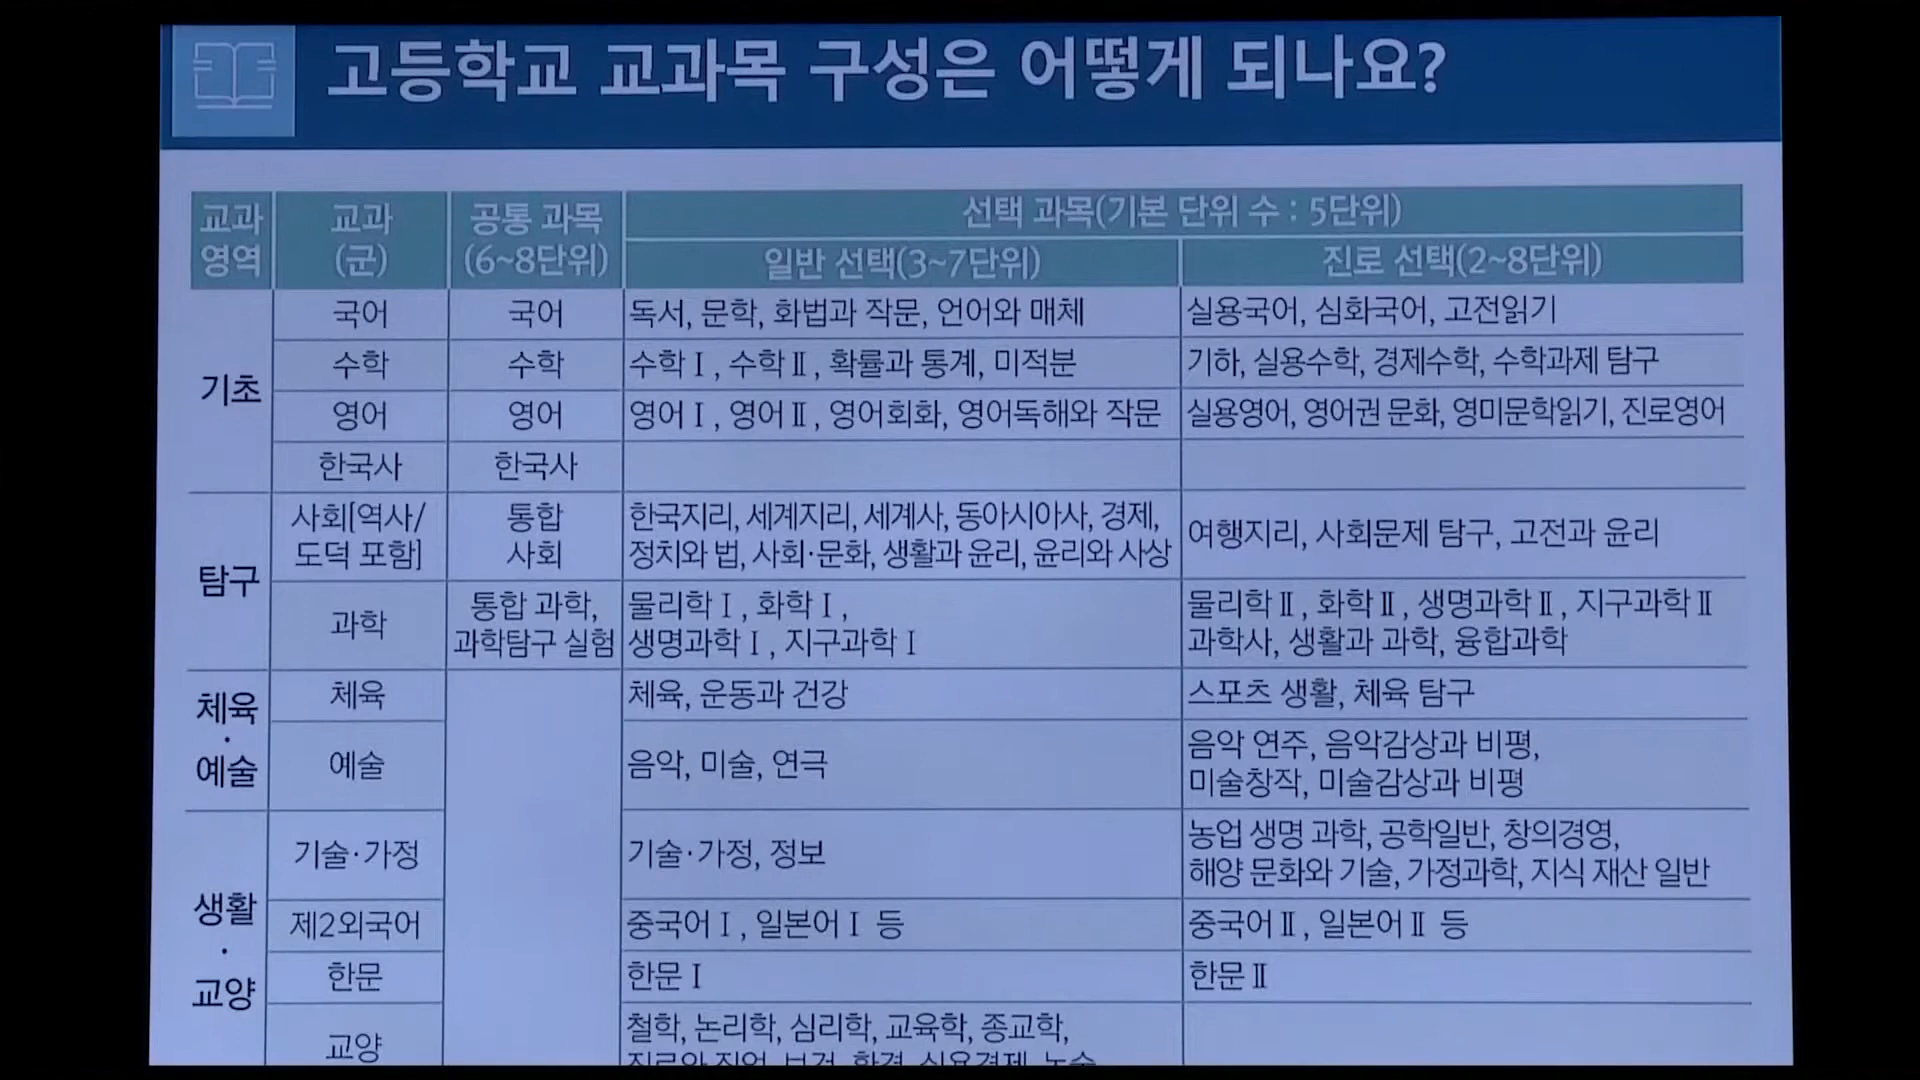 고등학교 교과목 구성은 어떻게 되나요?
교과
영역
교과
(군)
공통 과목
(6~8단위)
선택 과목(기본 단위 수 : 5단위)
일반 선택(3~7단위)
진로 선택(2~8단위)
기초
국어
국어
독서, 문학, 화법과 작문, 언어와 매체
실용국어, 심화국어, 고전읽기
수학
수학
수학Ⅰ, 수학Ⅱ, 확률과 통계, 미적분
기하, 실용수학, 경제수학, 수학과제 탐구
영어
영어
영어Ⅰ, 영어Ⅱ, 영어회화, 영어독해와 작문
실용영어, 영어권 문화, 영미문학읽기, 진로영어
한국사
한국사
탐구
사회[역사/
도덕 포함]
통합
사회
한국지리, 세계지리, 세계사, 동아시아사, 경제,
정치와 법, 사회·문화, 생활과 윤리, 윤리와 사상
여행지리, 사회문제 탐구, 고전과 윤리
과학
통합 과학,
과학탐구 실험
물리학Ⅰ, 화학Ⅰ,
생명과학Ⅰ, 지구과학Ⅰ
물리학Ⅱ, 화학Ⅱ, 생명과학Ⅱ, 지구과학Ⅱ
과학사, 생활과 과학, 융합과학
체육
·
예술
체육
체육, 운동과 건강
스포츠 생활, 체육 탐구
예술
음악, 미술, 연극
음악 연주, 음악감상과 비평,
미술창작, 미술감상과 비평
생활
·
교양
기술·가정
기술·가정, 정보
농업 생명 과학, 공학일반, 창의경영,
해양 문화와 기술, 가정과학, 지식 재산 일반
제2외국어
중국어Ⅰ, 일본어Ⅰ 등
중국어Ⅱ, 일본어Ⅱ 등
한문
한문Ⅰ
한문Ⅱ
교양
철학, 논리학, 심리학, 교육학, 종교학,
진로와 직업, 보건, 환경, 실용경제, 논술